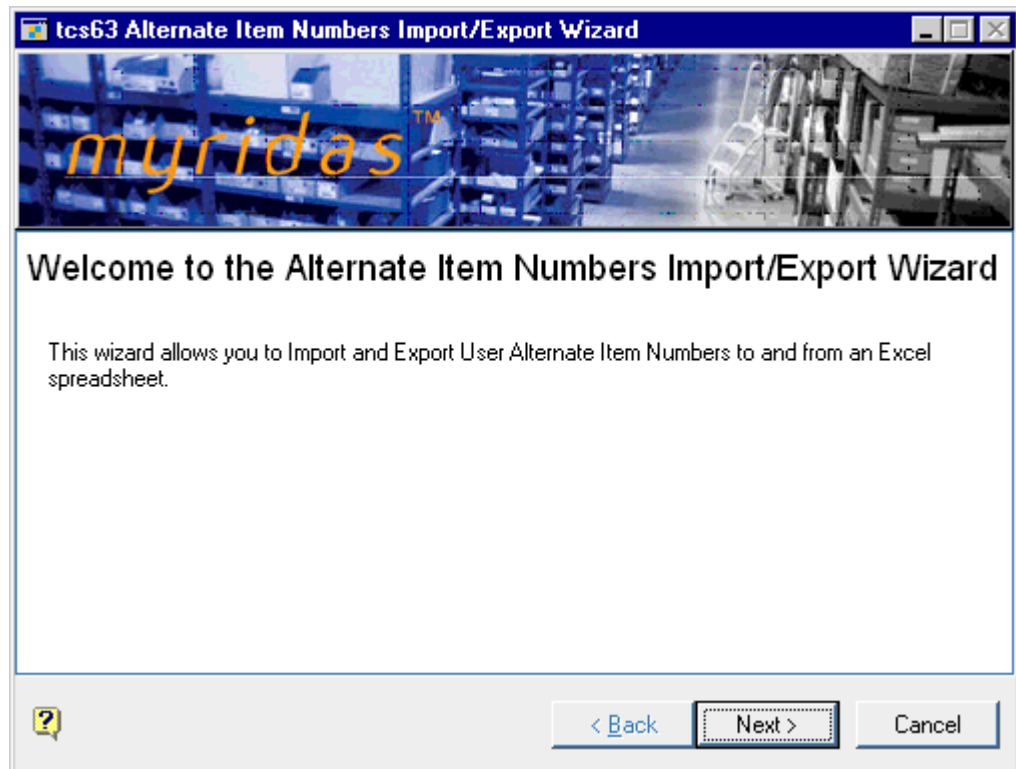 tcs63 Alternate Item Numbers Import/Export Wizard
myridas™
Welcome to the Alternate Item Numbers Import/Export Wizard
This wizard allows you to Import and Export User Alternate Item Numbers to and from an Excel
spreadsheet.
?
< Back Next > Cancel